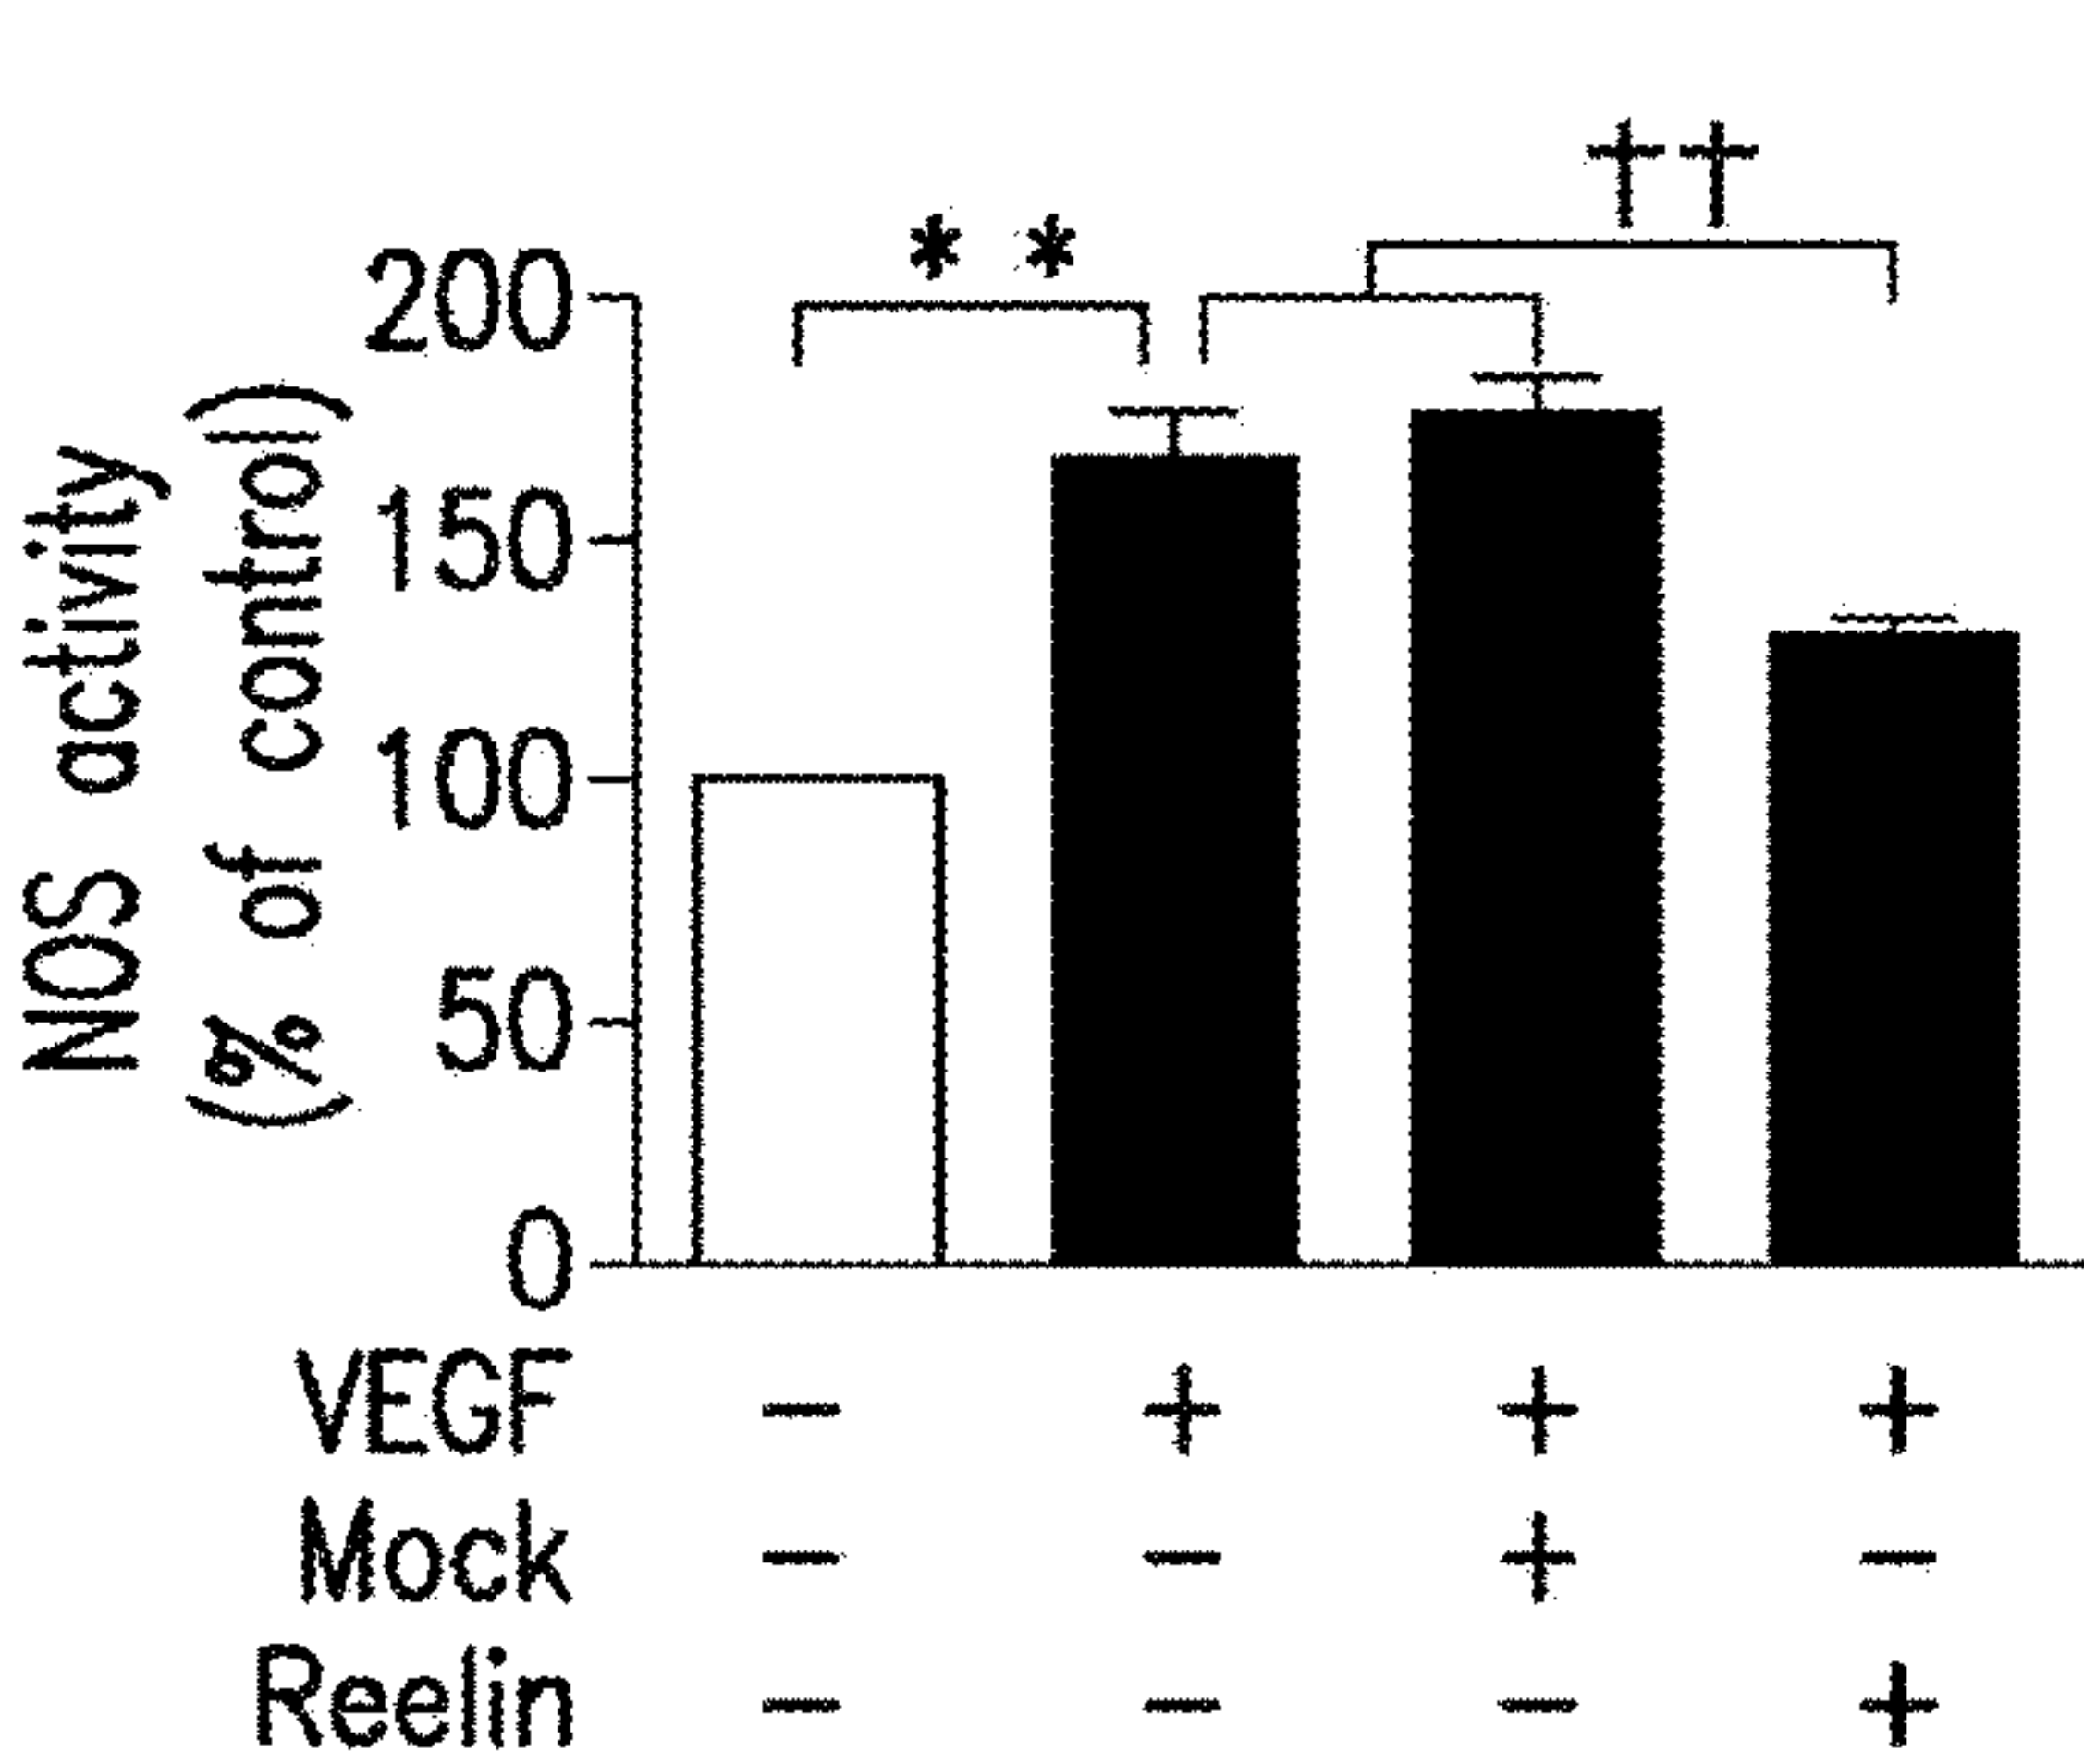 ††
* *
200
150
100
50
0
NOS activity
(% of control)
VEGF - + + +
Mock - - + -
Reelin - - - +